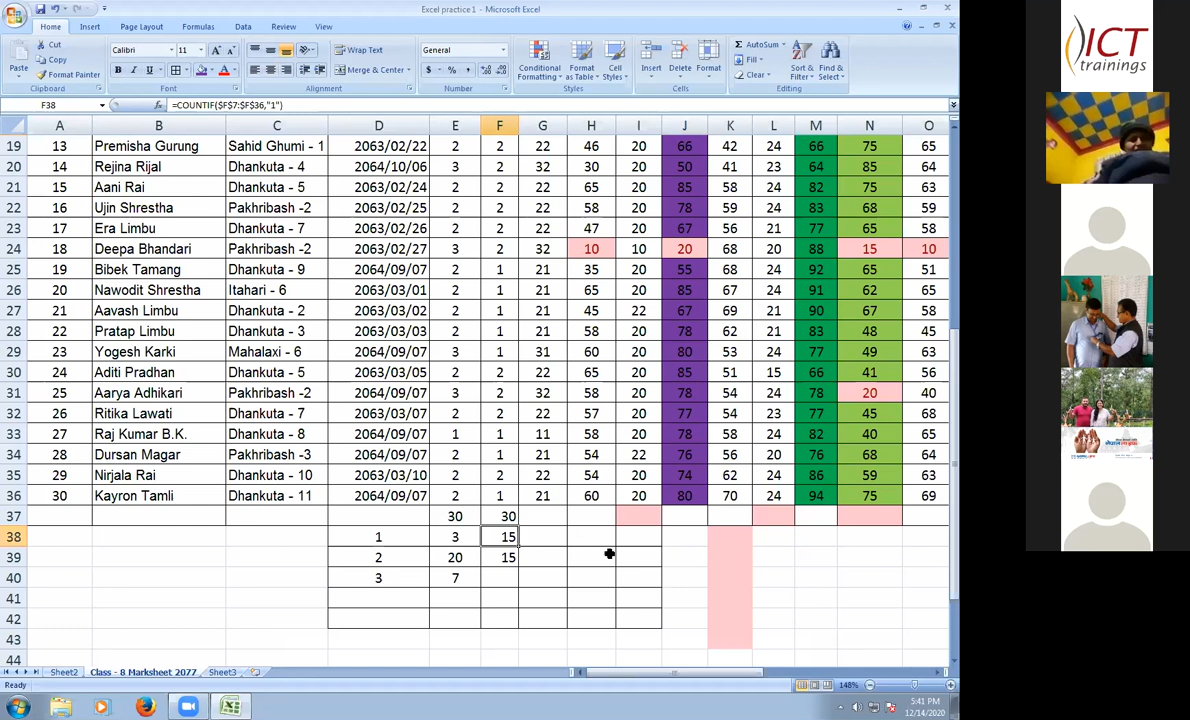 Excel practice 1 - Microsoft Excel
Home Insert Page Layout Formulas Data Review View
Cut
Copy
Format Painter
Paste
Clipboard
Calibri 11
B I U
Font
Wrap Text
Merge & Center
Alignment
General
$ % ,
Number
Conditional Formatting
Format as Table
Cell Styles
Styles
Insert Delete Format
Cells
AutoSum
Fill
Clear
Sort & Filter
Find & Select
Editing
F38 fx =COUNTIF($F$7:$F$36,"1")
A B C D E F G H I J K L M N O
19 13 Premisha Gurung Sahid Ghumi - 1 2063/02/22 2 2 22 46 20 66 42 24 66 75 65
20 14 Rejina Rijal Dhankuta - 4 2064/10/06 3 2 32 30 20 50 41 23 64 85 64
21 15 Aani Rai Dhankuta - 5 2063/02/24 2 2 22 65 20 85 58 24 82 75 63
22 16 Ujin Shrestha Pakhribash -2 2063/02/25 2 2 22 58 20 78 59 24 83 68 59
23 17 Era Limbu Dhankuta - 7 2063/02/26 2 2 22 47 20 67 56 21 77 65 58
24 18 Deepa Bhandari Pakhribash -2 2063/02/27 3 2 32 10 10 20 68 20 88 15 10
25 19 Bibek Tamang Dhankuta - 9 2064/09/07 2 1 21 35 20 55 68 24 92 65 51
26 20 Nawodit Shrestha Itahari - 6 2063/03/01 2 1 21 65 20 85 67 24 91 62 65
27 21 Aavash Limbu Dhankuta - 2 2063/03/02 2 1 21 45 22 67 69 21 90 67 58
28 22 Pratap Limbu Dhankuta - 3 2063/03/03 2 1 21 58 20 78 62 21 83 48 45
29 23 Yogesh Karki Mahalaxi - 6 2064/09/07 3 1 31 60 20 80 53 24 77 49 63
30 24 Aditi Pradhan Dhankuta - 5 2063/03/05 2 2 22 65 20 85 51 15 66 41 56
31 25 Aarya Adhikari Pakhribash -2 2064/09/07 3 2 32 58 20 78 54 24 78 20 40
32 26 Ritika Lawati Dhankuta - 7 2063/03/07 2 2 22 57 20 77 54 23 77 45 68
33 27 Raj Kumar B.K. Dhankuta - 8 2064/09/07 1 1 11 58 20 78 58 24 82 40 65
34 28 Dursan Magar Pakhribash -3 2064/09/07 2 1 21 54 22 76 56 20 76 68 64
35 29 Nirjala Rai Dhankuta - 10 2063/03/10 2 2 22 54 20 74 62 24 86 59 63
36 30 Kayron Tamli Dhankuta - 11 2064/09/07 2 1 21 60 20 80 70 24 94 75 69
37 30 30
38 1 3 15
39 2 20 15
40 3 7
41
42
43
44
Sheet2 Class - 8 Marksheet 2077 Sheet3
Ready 148%
5:41 PM
12/14/2020
ICT
trainings